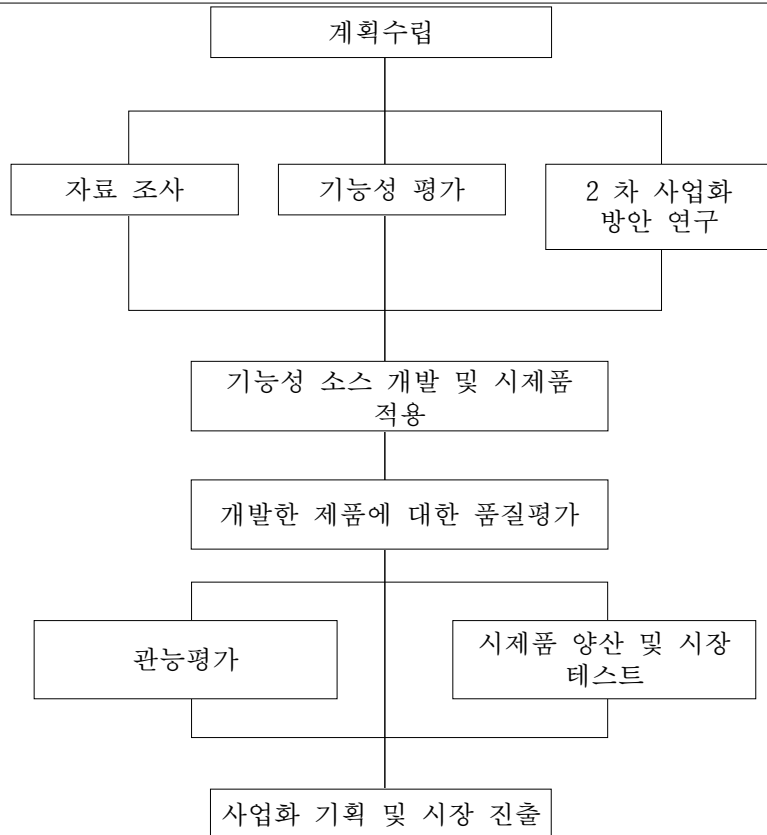 계획수립
자료 조사
기능성 평가
2 차 사업화
방안 연구
기능성 소스 개발 및 시제품
적용
개발한 제품에 대한 품질평가
관능평가
시제품 양산 및 시장
테스트
사업화 기획 및 시장 진출